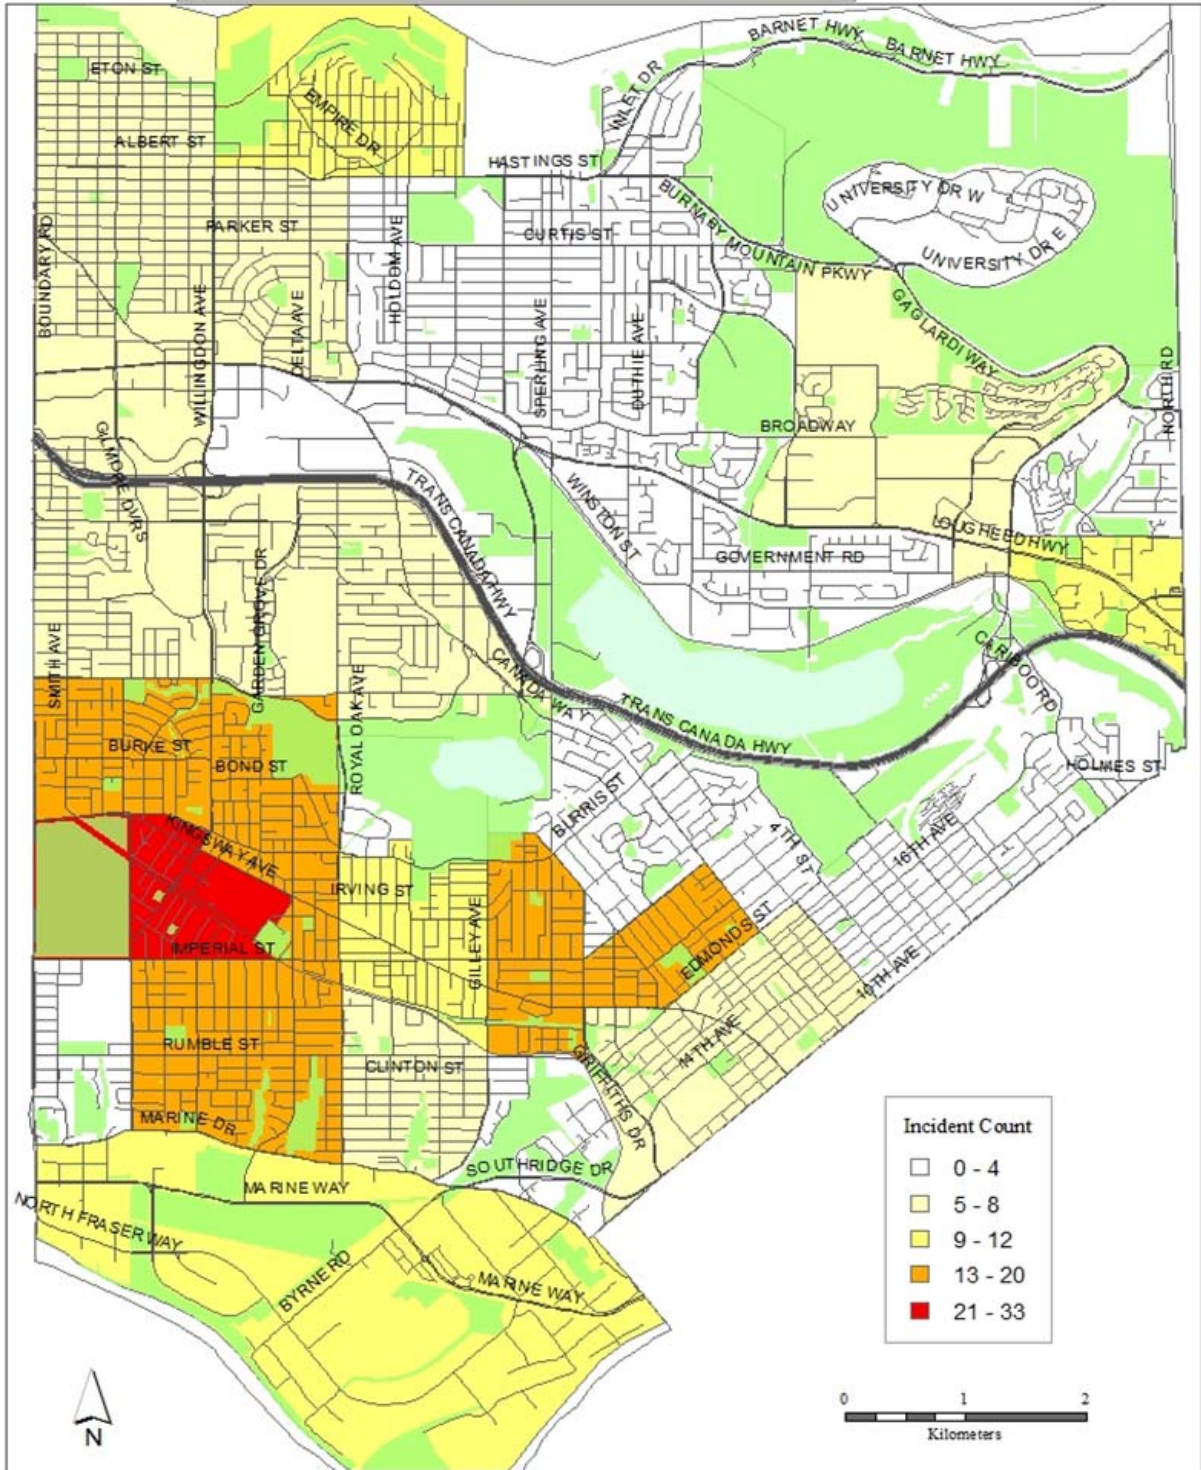 BARNET HWY
BARNET HWY
ETON ST
EMPIRE DR
INLET DR
ALBERT ST
HASTINGS ST
UNIVERSITY DR W
BURNABY MOUNTAIN PKWY
PARKER ST
CURTIS ST
UNIVERSITY DR E
BOUNDARY RD
HOLDOM AVE
WILLINGDON AVE
DELTA AVE
SPERLING AVE
DUTHIE AVE
GAGLARDI WAY
NORTH RD
BROADWAY
GILMORE DVRS
TRANS CANADA HWY
WINSTON ST
LOUGHEED HWY
GOVERNMENT RD
GARDEN GROVE DR
SMITH AVE
ROYAL OAK AVE
CANADA WAY
CARIBOO RD
TRANS CANADA HWY
BURKE ST
BOND ST
HOLMES ST
BURRIS ST
KINGSWAY AVE
4TH ST
16TH AVE
IRVING ST
GILLEY AVE
IMPERIAL ST
EDMONDS ST
10TH AVE
RUMBLE ST
14TH AVE
CLINTON ST
GRIFFITHS DR
MARINE DR
SOUTHRIDGE DR
MARINE WAY
NORTH FRASER WAY
BYRNE RD
MARINE WAY
Incident Count
0 - 4
5 - 8
9 - 12
13 - 20
21 - 33
N
0 1 2
Kilometers